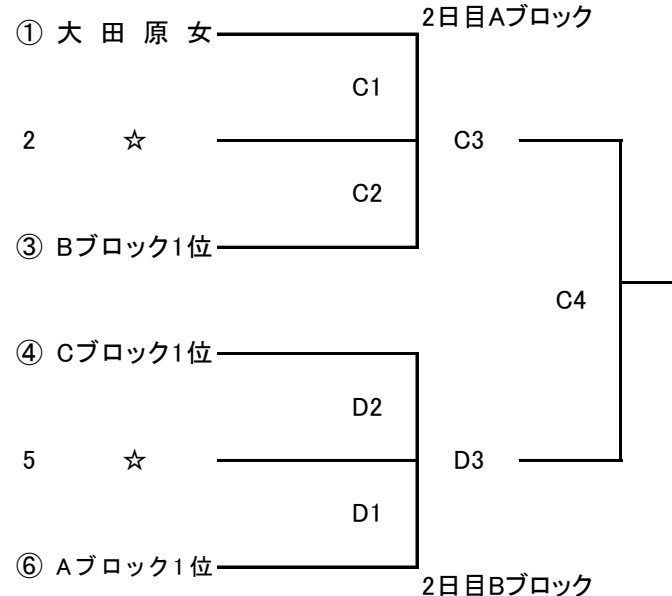 2日目Aブロック
① 大 田 原 女
C1
2 ☆ C3
C2
③ Bブロック1位
C4
④ Cブロック1位
D2
5 ☆ D3
D1
⑥ Aブロック1位
2日目Bブロック